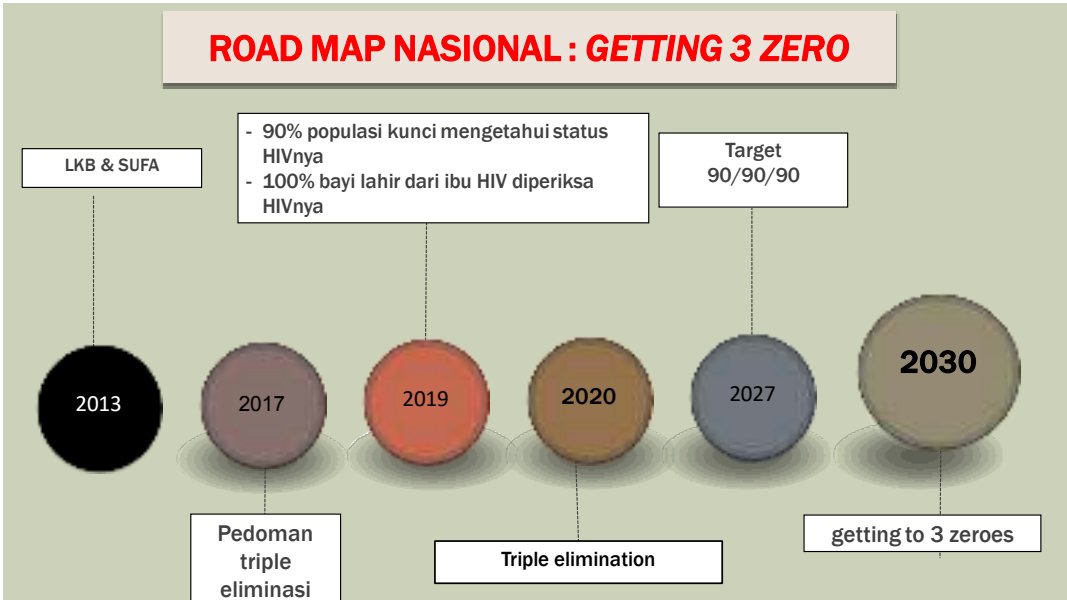 ROAD MAP NASIONAL : GETTING 3 ZERO
LKB & SUFA
- 90% populasi kunci mengetahui status
HIVnya
- 100% bayi lahir dari ibu HIV diperiksa
HIVnya
Target
90/90/90
2013
2017
2019
2020
2027
2030
Pedoman
triple
eliminasi
Triple elimination
getting to 3 zeroes